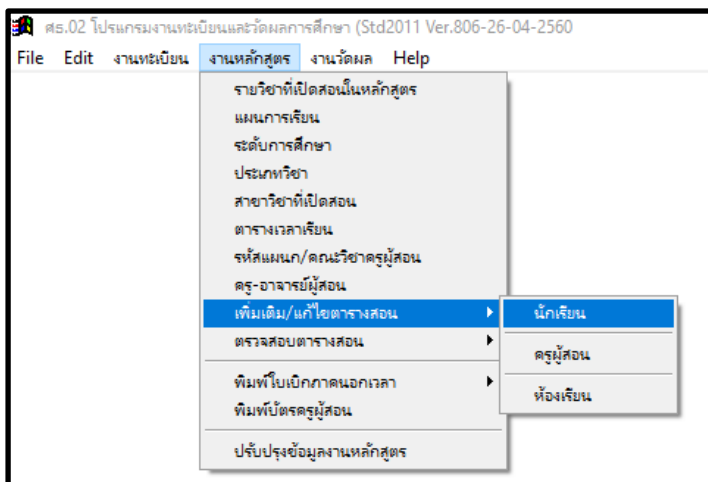 ศธ.02 โปรแกรมงานทะเบียนและวัดผลการศึกษา (Std2011 Ver.806-26-04-2560
File Edit งานทะเบียน งานหลักสูตร งานวัดผล Help
รายวิชาที่เปิดสอนในหลักสูตร
แผนการเรียน
ระดับการศึกษา
ประเภทวิชา
สาขาวิชาที่เปิดสอน
ตารางเวลาเรียน
รหัสแผนก/คณะวิชาครูผู้สอน
ครู-อาจารย์ผู้สอน
เพิ่มเติม/แก้ไขตารางสอน
นักเรียน
ตรวจสอบตารางสอน
ครูผู้สอน
พิมพ์ใบเบิกภาคนอกเวลา
ห้องเรียน
พิมพ์บัตรครูผู้สอน
ปรับปรุงข้อมูลงานหลักสูตร